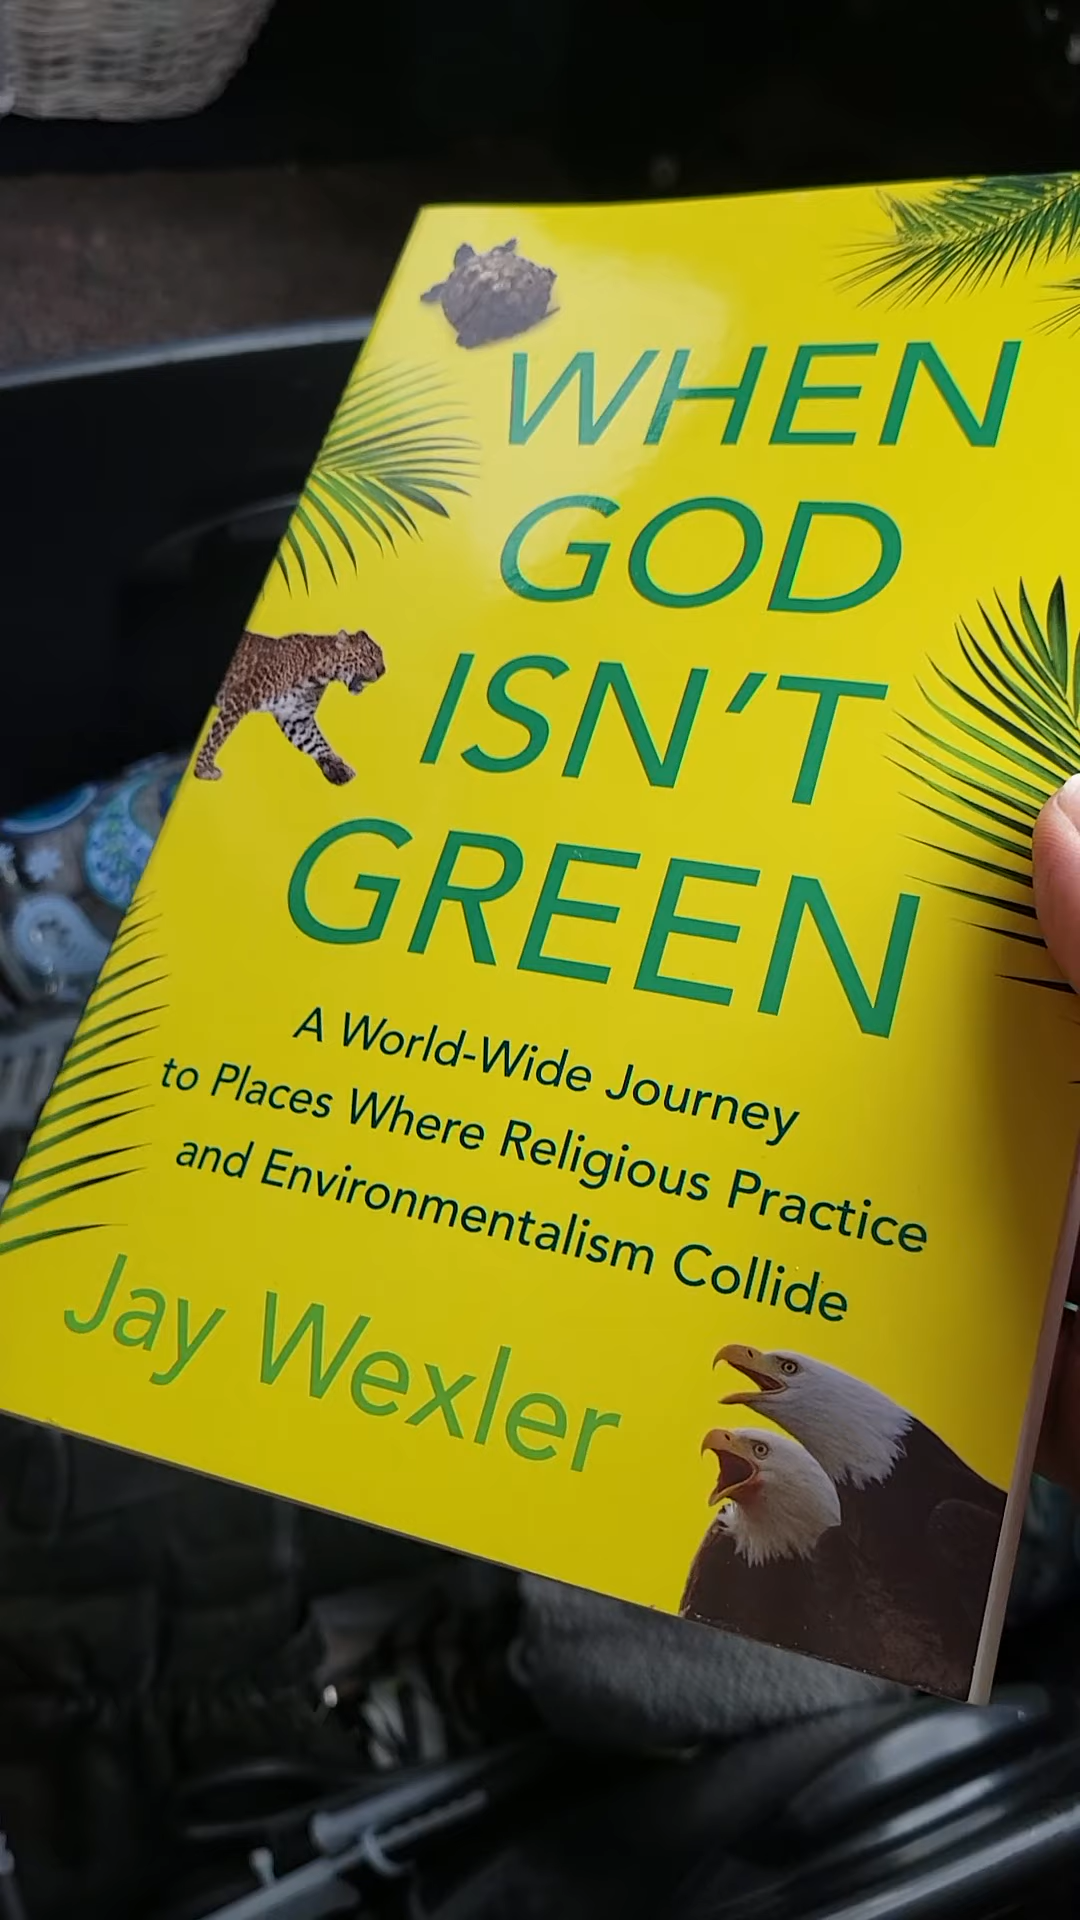 WHEN
GOD
ISN'T
GREEN
A World-Wide Journey
to Places Where Religious Practice
and Environmentalism Collide
Jay Wexler